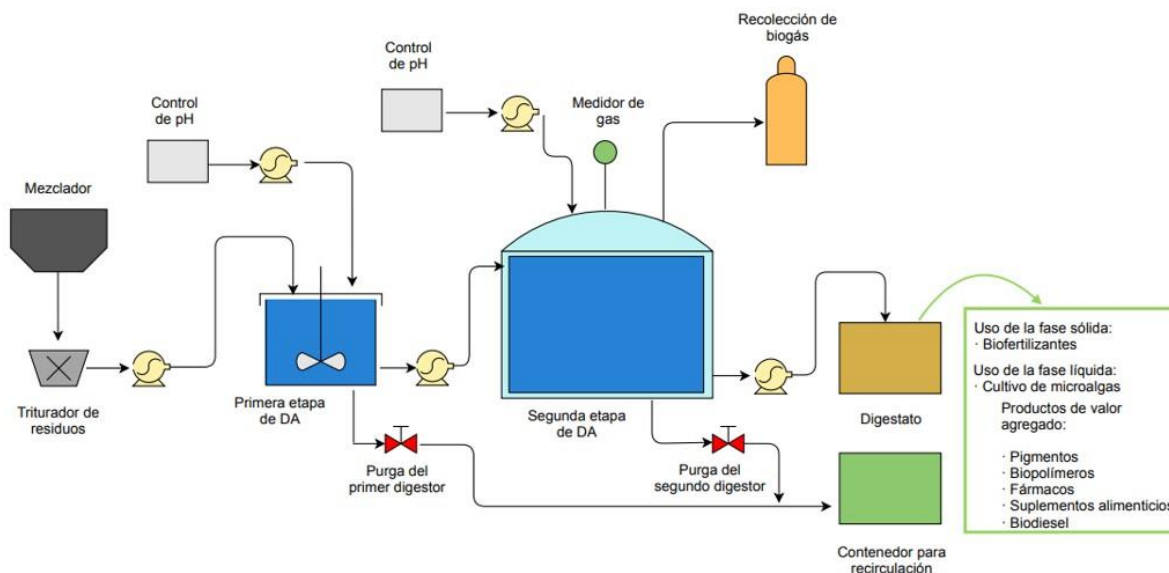 Recolección de
biogás
Control
de pH
Medidor de
gas
Control
de pH
Mezclador
Triturador de
residuos
Primera etapa
de DA
Purga del
primer digestor
Segunda etapa
de DA
Purga del
segundo digestor
Digestato
Contenedor para
recirculación
Uso de la fase sólida:
· Biofertilizantes
Uso de la fase líquida:
· Cultivo de microalgas
Productos de valor
agregado:
· Pigmentos
· Biopolímeros
· Fármacos
· Suplementos alimenticios
· Biodiesel